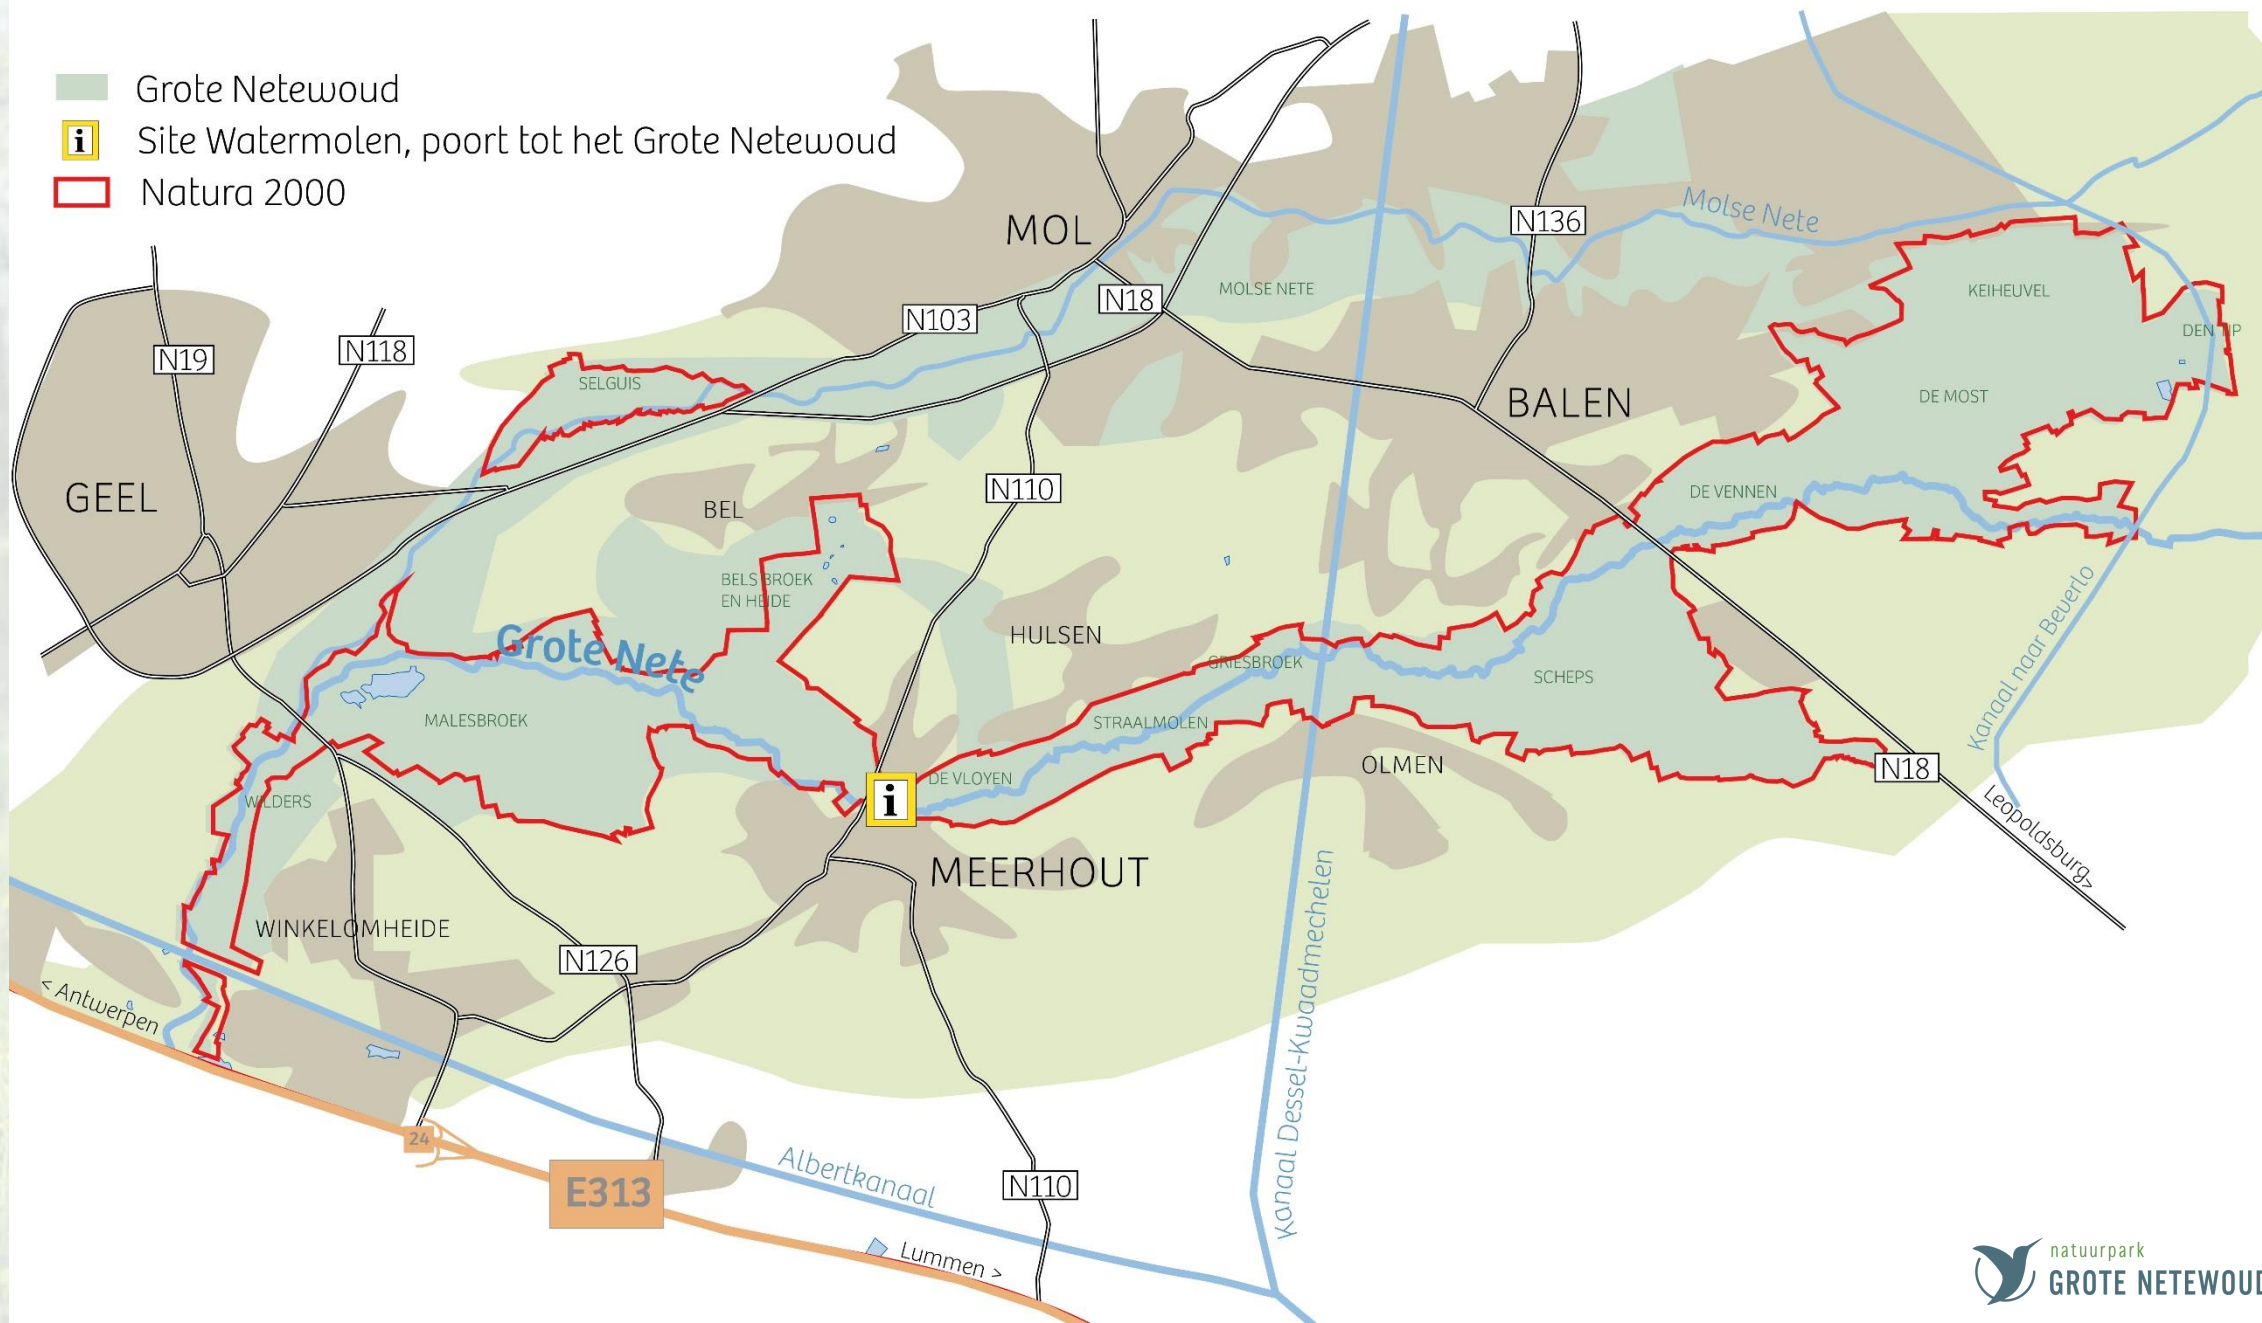 Grote Netewoud
i Site Watermolen, poort tot het Grote Netewoud
Natura 2000
MOL
N136
Molse Nete
N19
N118
N103
N18
MOLSE NETE
KEIHEUVEL
DEN TIP
SELGUIS
BALEN
DE MOST
GEEL
BEL
N110
DE VENNEN
BELS BROEK
EN HEIDE
HULSEN
Grote Nete
GRIESBROEK
SCHEPS
Kanaal naar Beverlo
MALESBROEK
STRAALMOLEN
OLMEN
N18
WILDERS
i
DE VLOYEN
Leopoldsburg>
MEERHOUT
WINKELOMHEIDE
N126
< Antwerpen
Kanaal Dessel-Kwaadmechelen
24
E313
Albertkanaal
N110
Lummen >
natuurpark
GROTE NETEWOUD